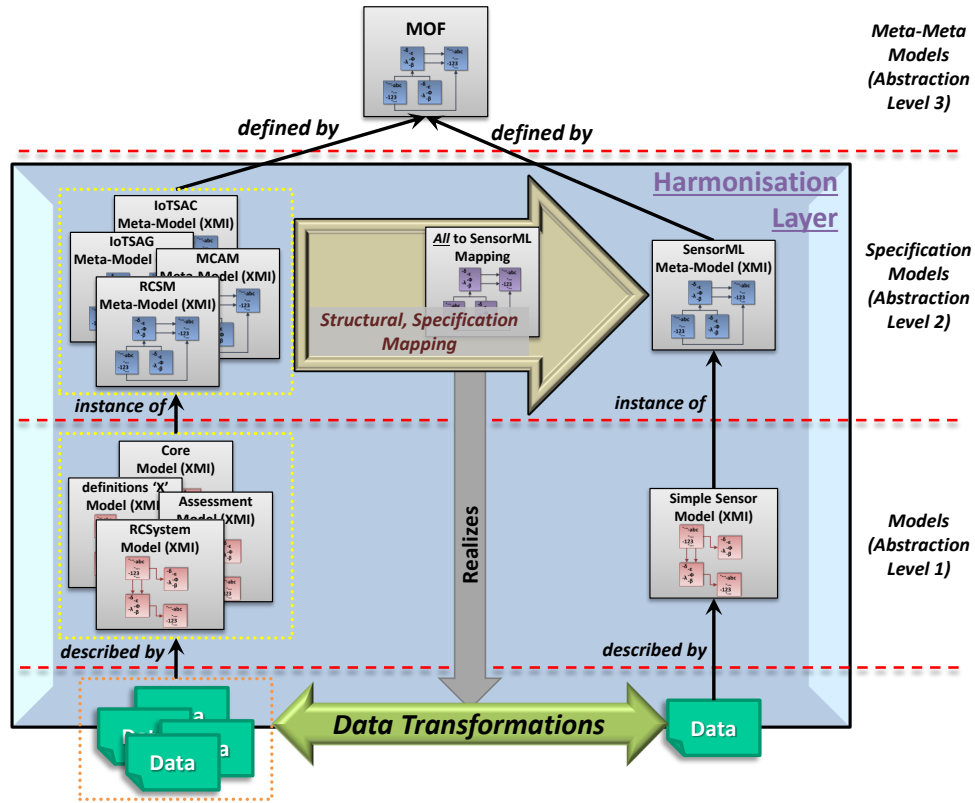 MOF
Meta-Meta
Models
(Abstraction
Level 3)
defined by
defined by
Harmonisation
Layer
IoTSAC
Meta-Model (XMI)
IoTSAG
Meta-Model
MCAM
Meta-Model (XMI)
RCSM
Meta-Model (XMI)
All to SensorML
Mapping
Structural, Specification
Mapping
SensorML
Meta-Model (XMI)
Specification
Models
(Abstraction
Level 2)
instance of
instance of
Core
Model (XMI)
definitions ‘X’
Model (XMI)
Assessment
Model (XMI)
RCSystem
Model (XMI)
Realizes
Simple Sensor
Model (XMI)
Models
(Abstraction
Level 1)
described by
described by
Data
Data Transformations
Data